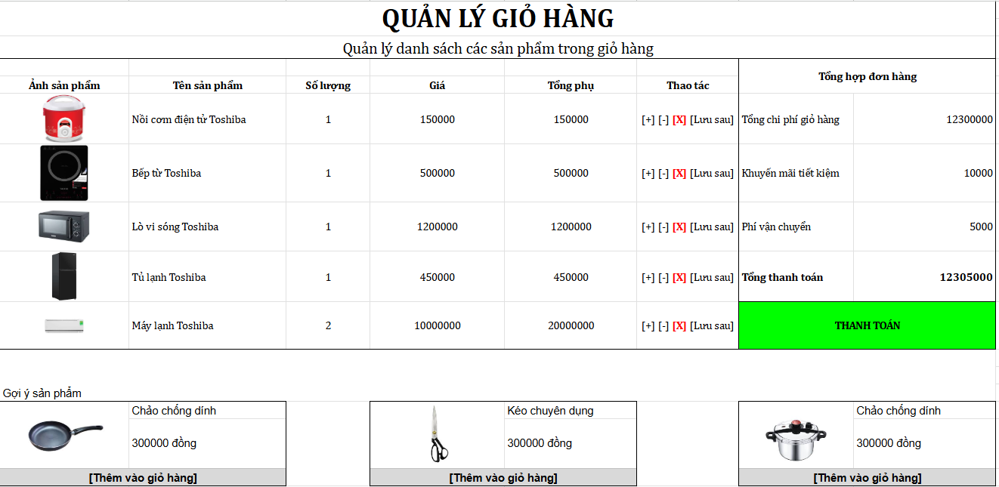 QUẢN LÝ GIỎ HÀNG
Quản lý danh sách các sản phẩm trong giỏ hàng
Ảnh sản phẩm Tên sản phẩm Số lượng Giá Tổng phụ Thao tác Tổng hợp đơn hàng
Nồi cơm điện tử Toshiba 1 150000 150000 [+] [-] [X] [Lưu sau] Tổng chi phí giỏ hàng 12300000
Bếp từ Toshiba 1 500000 500000 [+] [-] [X] [Lưu sau] Khuyến mãi tiết kiệm 10000
Lò vi sóng Toshiba 1 1200000 1200000 [+] [-] [X] [Lưu sau] Phí vận chuyển 5000
Tủ lạnh Toshiba 1 450000 450000 [+] [-] [X] [Lưu sau] Tổng thanh toán 12305000
Máy lạnh Toshiba 2 10000000 20000000 [+] [-] [X] [Lưu sau] THANH TOÁN
Gợi ý sản phẩm
Chảo chống dính Kéo chuyên dụng Chảo chống dính
300000 đồng 300000 đồng 300000 đồng
[Thêm vào giỏ hàng] [Thêm vào giỏ hàng] [Thêm vào giỏ hàng]